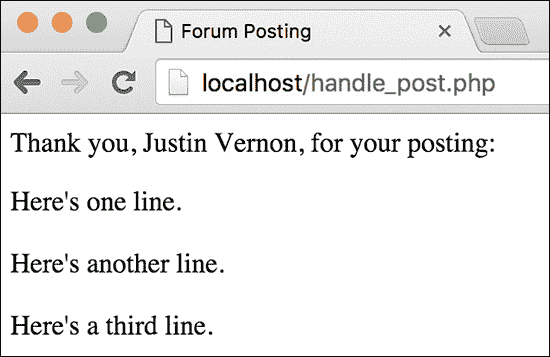 Forum Posting
localhost/handle_post.php
Thank you, Justin Vernon, for your posting:
Here's one line.
Here's another line.
Here's a third line.